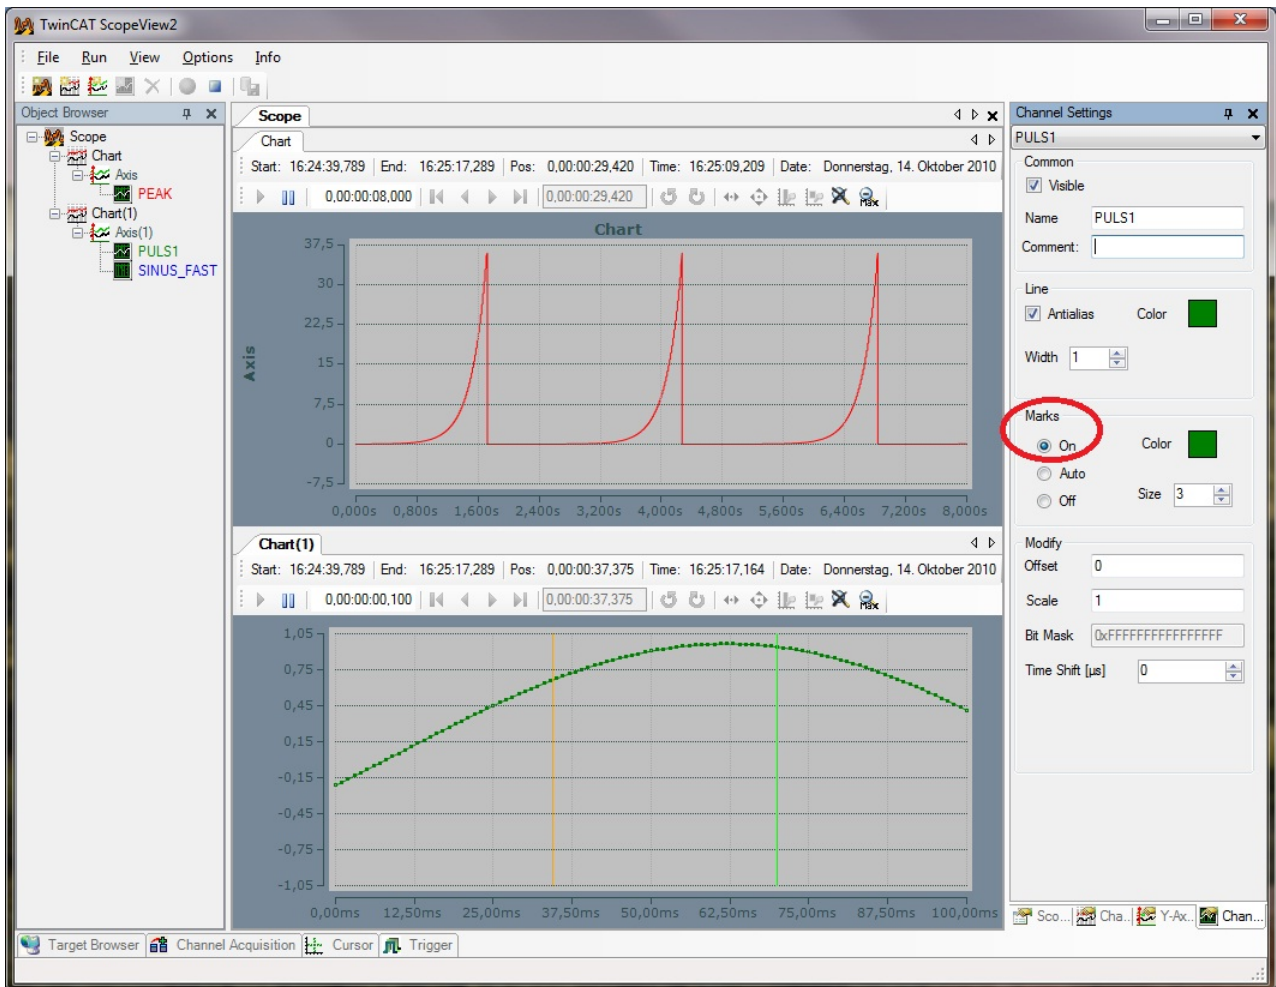 TwinCAT ScopeView2
File Run View Options Info
Object Browser
Scope
Chart
Axis
PEAK
Chart(1)
Axis(1)
PULS1
SINUS_FAST
Scope
Chart
Start: 16:24:39,789 End: 16:25:17,289 Pos: 0,00:00:29,420 Time: 16:25:09,209 Date: Donnerstag, 14. Oktober 2010
0,00:00:08,000 0,00:00:29,420 Max
Chart
37,5
30
22,5
15
7,5
0
-7,5
Axis
0,000s 0,800s 1,600s 2,400s 3,200s 4,000s 4,800s 5,600s 6,400s 7,200s 8,000s
Chart(1)
Start: 16:24:39,789 End: 16:25:17,289 Pos: 0,00:00:37,375 Time: 16:25:17,164 Date: Donnerstag, 14. Oktober 2010
0,00:00:00,100 0,00:00:37,375 Max
1,05
0,75
0,45
0,15
-0,15
-0,45
-0,75
-1,05
0,00ms 12,50ms 25,00ms 37,50ms 50,00ms 62,50ms 75,00ms 87,50ms 100,00ms
Channel Settings
PULS1
Common
Visible
Name PULS1
Comment:
Line
Antialias Color
Width 1
Marks
On Color
Auto
Size 3
Off
Modify
Offset 0
Scale 1
Bit Mask 0xFFFFFFFFFFFFFFFF
Time Shift [µs] 0
Sco... Cha... Y-Ax... Chan...
Target Browser Channel Acquisition Cursor Trigger